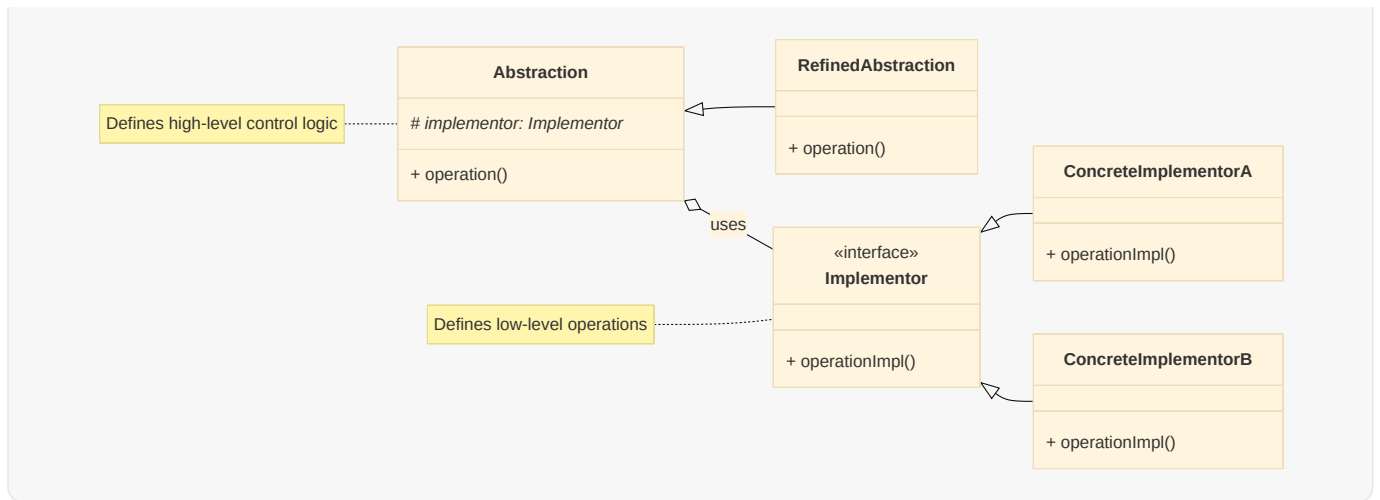 Abstraction
# implementor: Implementor
+ operation()
Defines high-level control logic
RefinedAbstraction
+ operation()
uses
«interface»
Implementor
+ operationImpl()
Defines low-level operations
ConcreteImplementorA
+ operationImpl()
ConcreteImplementorB
+ operationImpl()